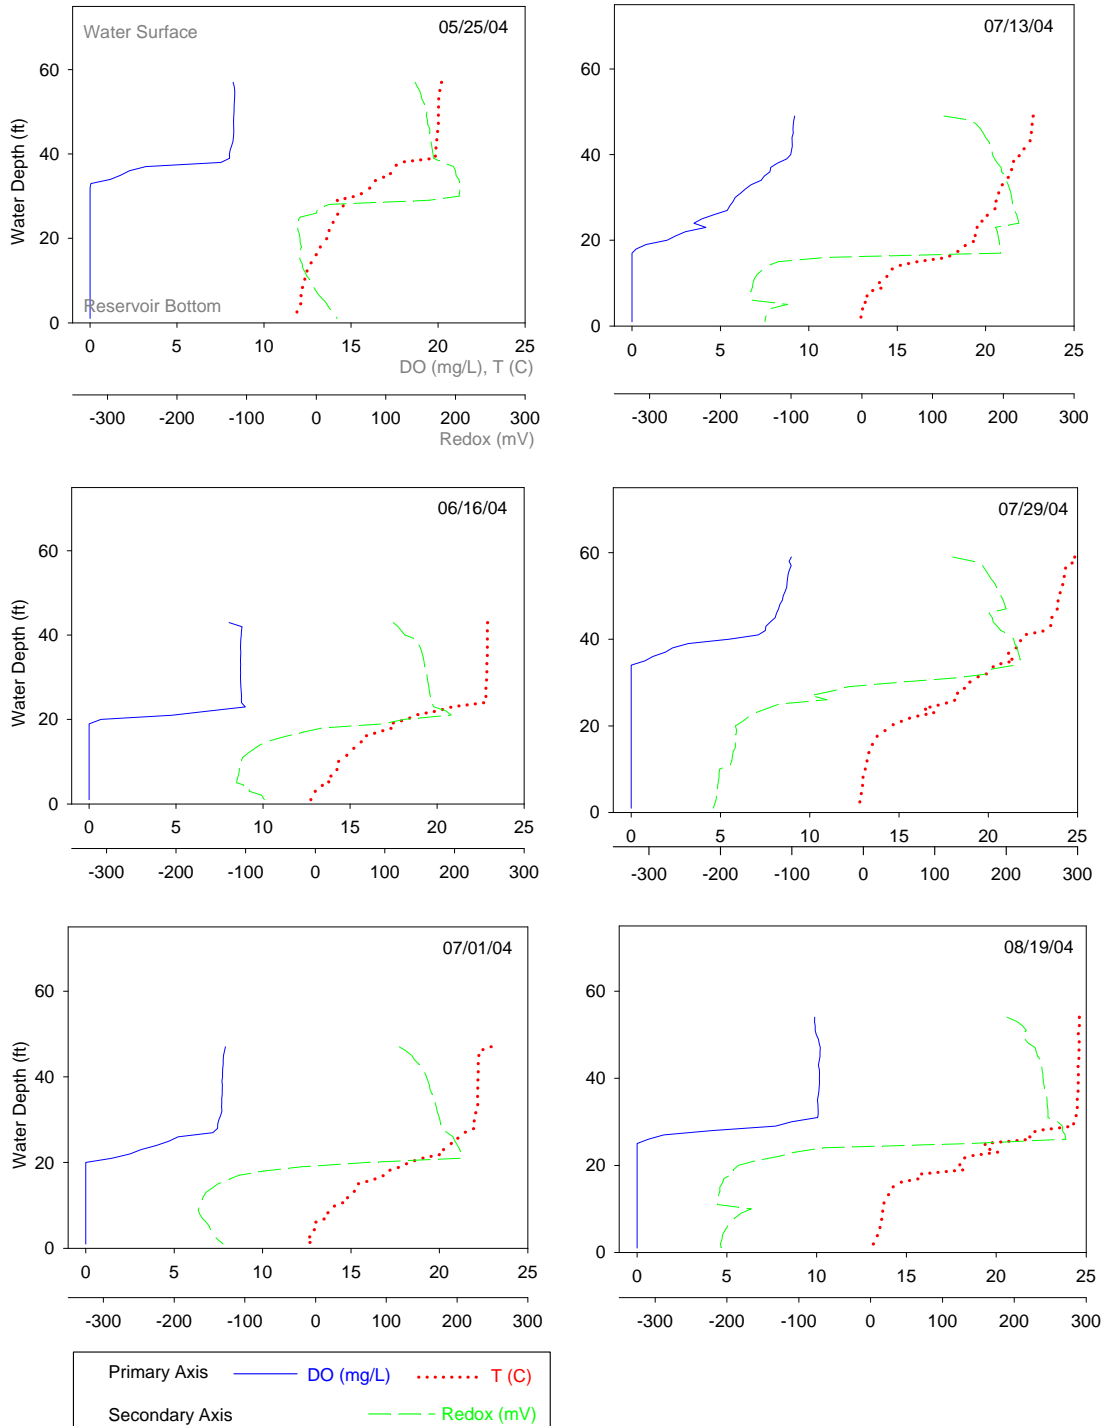 Water Surface
05/25/04
60
40
20
0
Water Depth (ft)
Reservoir Bottom
0 5 10 15 20 25
DO (mg/L), T (C)
-300 -200 -100 0 100 200 300
Redox (mV)
07/13/04
60
40
20
0
0 5 10 15 20 25
-300 -200 -100 0 100 200 300
06/16/04
60
40
20
0
Water Depth (ft)
0 5 10 15 20 25
-300 -200 -100 0 100 200 300
07/29/04
60
40
20
0
0 5 10 15 20 25
-300 -200 -100 0 100 200 300
07/01/04
60
40
20
0
Water Depth (ft)
0 5 10 15 20 25
-300 -200 -100 0 100 200 300
08/19/04
60
40
20
0
0 5 10 15 20 25
-300 -200 -100 0 100 200 300
Primary Axis DO (mg/L) T (C)
Secondary Axis Redox (mV)